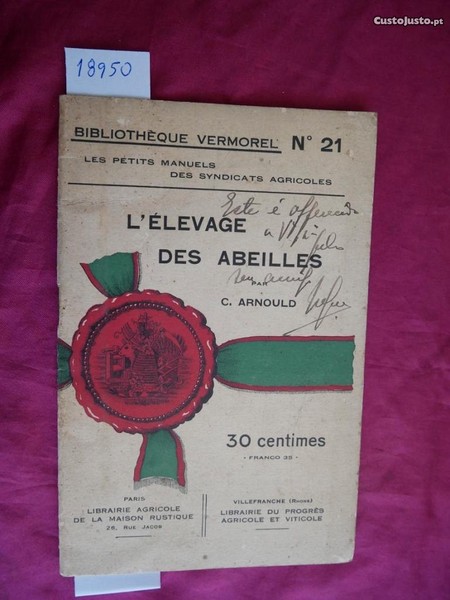 CustoJusto.pt
18950
BIBLIOTHÈQUE VERMOREL N° 21
LES PETITS MANUELS
DES SYNDICATS AGRICOLES
Este é
a
L'ÉLEVAGE
DES ABEILLES
PAR
C. ARNOULD
30 centimes
- FRANCO 35 -
PARIS
LIBRAIRIE AGRICOLE
DE LA MAISON RUSTIQUE
26, RUE JACOB
VILLEFRANCHE (RHONE)
LIBRAIRIE DU PROGRÈS
AGRICOLE ET VITICOLE